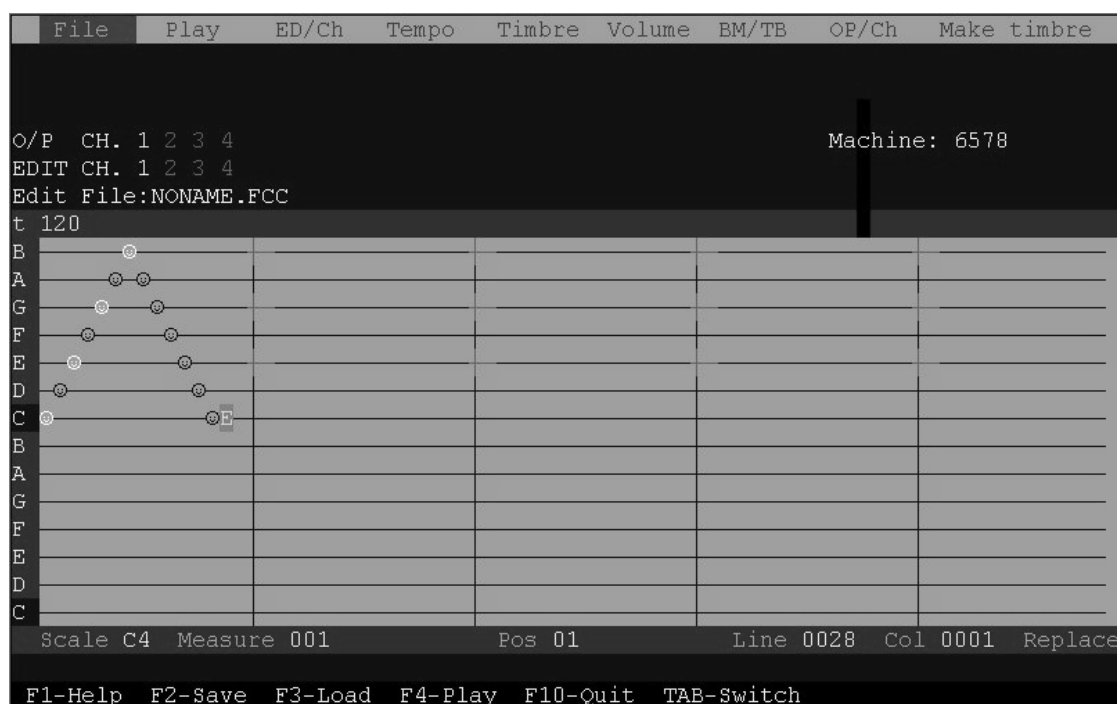 File Play ED/Ch Tempo Timbre Volume BM/TB OP/Ch Make timbre
O/P CH. 1 2 3 4 Machine: 6578
EDIT CH. 1 2 3 4
Edit File:NONAME.FCC
t 120
B
A
G
F
E
D
C E
B
A
G
F
E
D
C
Scale C4 Measure 001 Pos 01 Line 0028 Col 0001 Replace
F1-Help F2-Save F3-Load F4-Play F10-Quit TAB-Switch